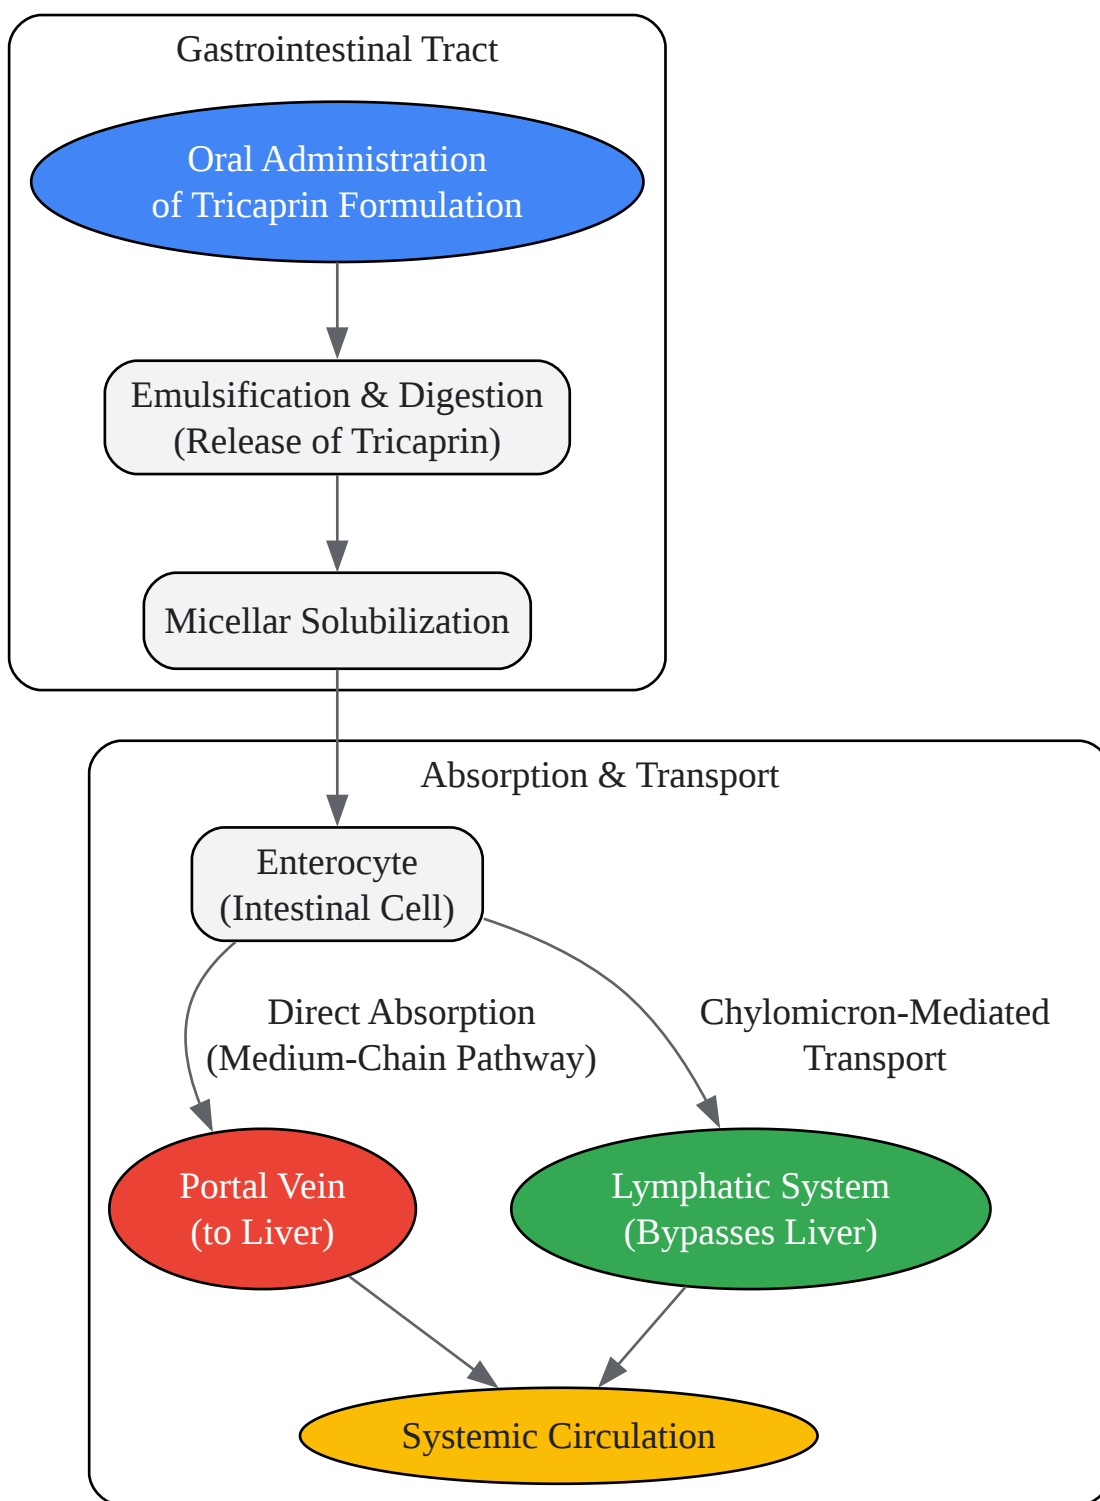 Gastrointestinal Tract
Oral Administration
of Tricaprin Formulation
Emulsification & Digestion
(Release of Tricaprin)
Micellar Solubilization
Absorption & Transport
Enterocyte
(Intestinal Cell)
Direct Absorption
(Medium-Chain Pathway)
Chylomicron-Mediated
Transport
Portal Vein
(to Liver)
Lymphatic System
(Bypasses Liver)
Systemic Circulation